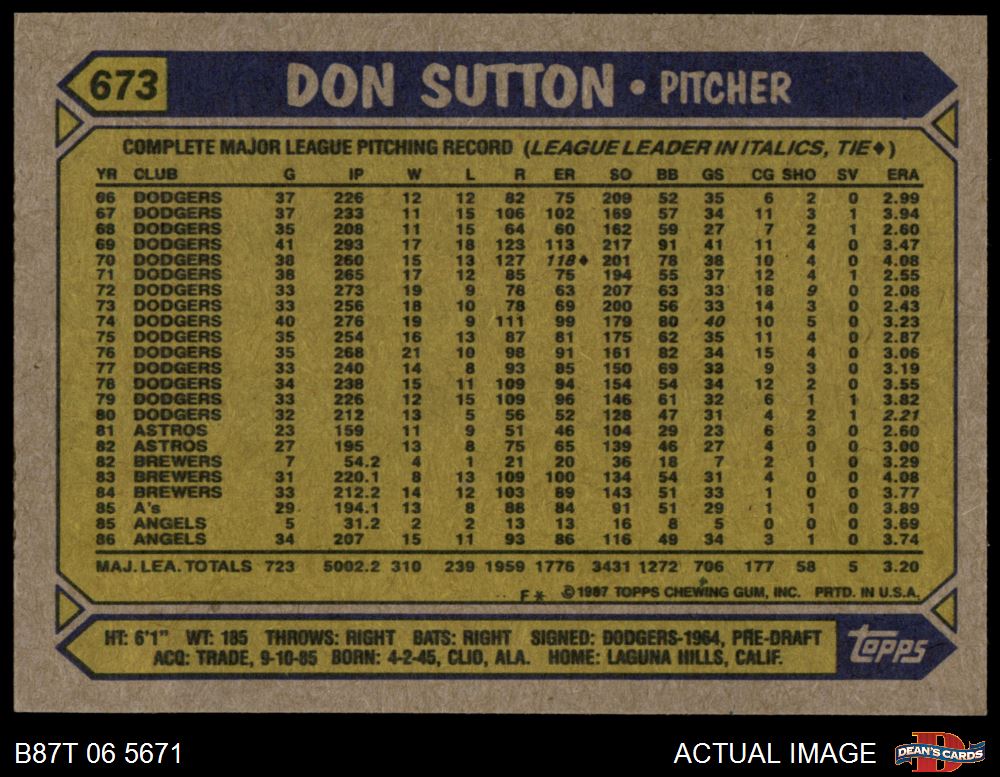 673 DON SUTTON • PITCHER
COMPLETE MAJOR LEAGUE PITCHING RECORD (LEAGUE LEADER IN ITALICS, TIE♦)
YR CLUB G IP W L R ER SO BB GS CG SHO SV ERA
66 DODGERS 37 226 12 12 82 75 209 52 35 6 2 0 2.99
67 DODGERS 37 233 11 15 106 102 169 57 34 11 3 1 3.94
68 DODGERS 35 208 11 15 64 60 162 59 27 7 2 1 2.60
69 DODGERS 41 293 17 18 123 113 217 91 41 11 4 0 3.47
70 DODGERS 38 260 15 13 127 118♦ 201 78 38 10 4 0 4.08
71 DODGERS 38 265 17 12 85 75 194 55 37 12 4 1 2.55
72 DODGERS 33 273 19 9 78 63 207 63 33 18 9 0 2.08
73 DODGERS 33 256 18 10 78 69 200 56 33 14 3 0 2.43
74 DODGERS 40 276 19 9 111 99 179 80 40 10 5 0 3.23
75 DODGERS 35 254 16 13 87 81 175 62 35 11 4 0 2.87
76 DODGERS 35 268 21 10 98 91 161 82 34 15 4 0 3.06
77 DODGERS 33 240 14 8 93 85 150 69 33 9 3 0 3.19
78 DODGERS 34 238 15 11 109 94 154 54 34 12 2 0 3.55
79 DODGERS 33 226 12 15 109 96 146 61 32 6 1 1 3.82
80 DODGERS 32 212 13 5 56 52 128 47 31 4 2 1 2.21
81 ASTROS 23 159 11 9 51 46 104 29 23 6 3 0 2.60
82 ASTROS 27 195 13 8 75 65 139 46 27 4 0 0 3.00
82 BREWERS 7 54.2 4 1 21 20 36 18 7 2 1 0 3.29
83 BREWERS 31 220.1 8 13 109 100 134 54 31 4 0 0 4.08
84 BREWERS 33 212.2 14 12 103 89 143 51 33 1 0 0 3.77
85 A's 29 194.1 13 8 88 84 91 51 29 1 1 0 3.89
85 ANGELS 5 31.2 2 2 13 13 16 8 5 0 0 0 3.69
86 ANGELS 34 207 15 11 93 86 116 49 34 3 1 0 3.74
MAJ. LEA. TOTALS 723 5002.2 310 239 1959 1776 3431 1272 706 177 58 5 3.20
F* ©1987 TOPPS CHEWING GUM, INC. PRTD. IN U.S.A.
HT: 6'1" WT: 185 THROWS: RIGHT BATS: RIGHT SIGNED: DODGERS-1964, PRE-DRAFT
ACQ: TRADE, 9-10-85 BORN: 4-2-45, CLIO, ALA. HOME: LAGUNA HILLS, CALIF.
topps
B87T 06 5671 ACTUAL IMAGE DEAN'S CARDS